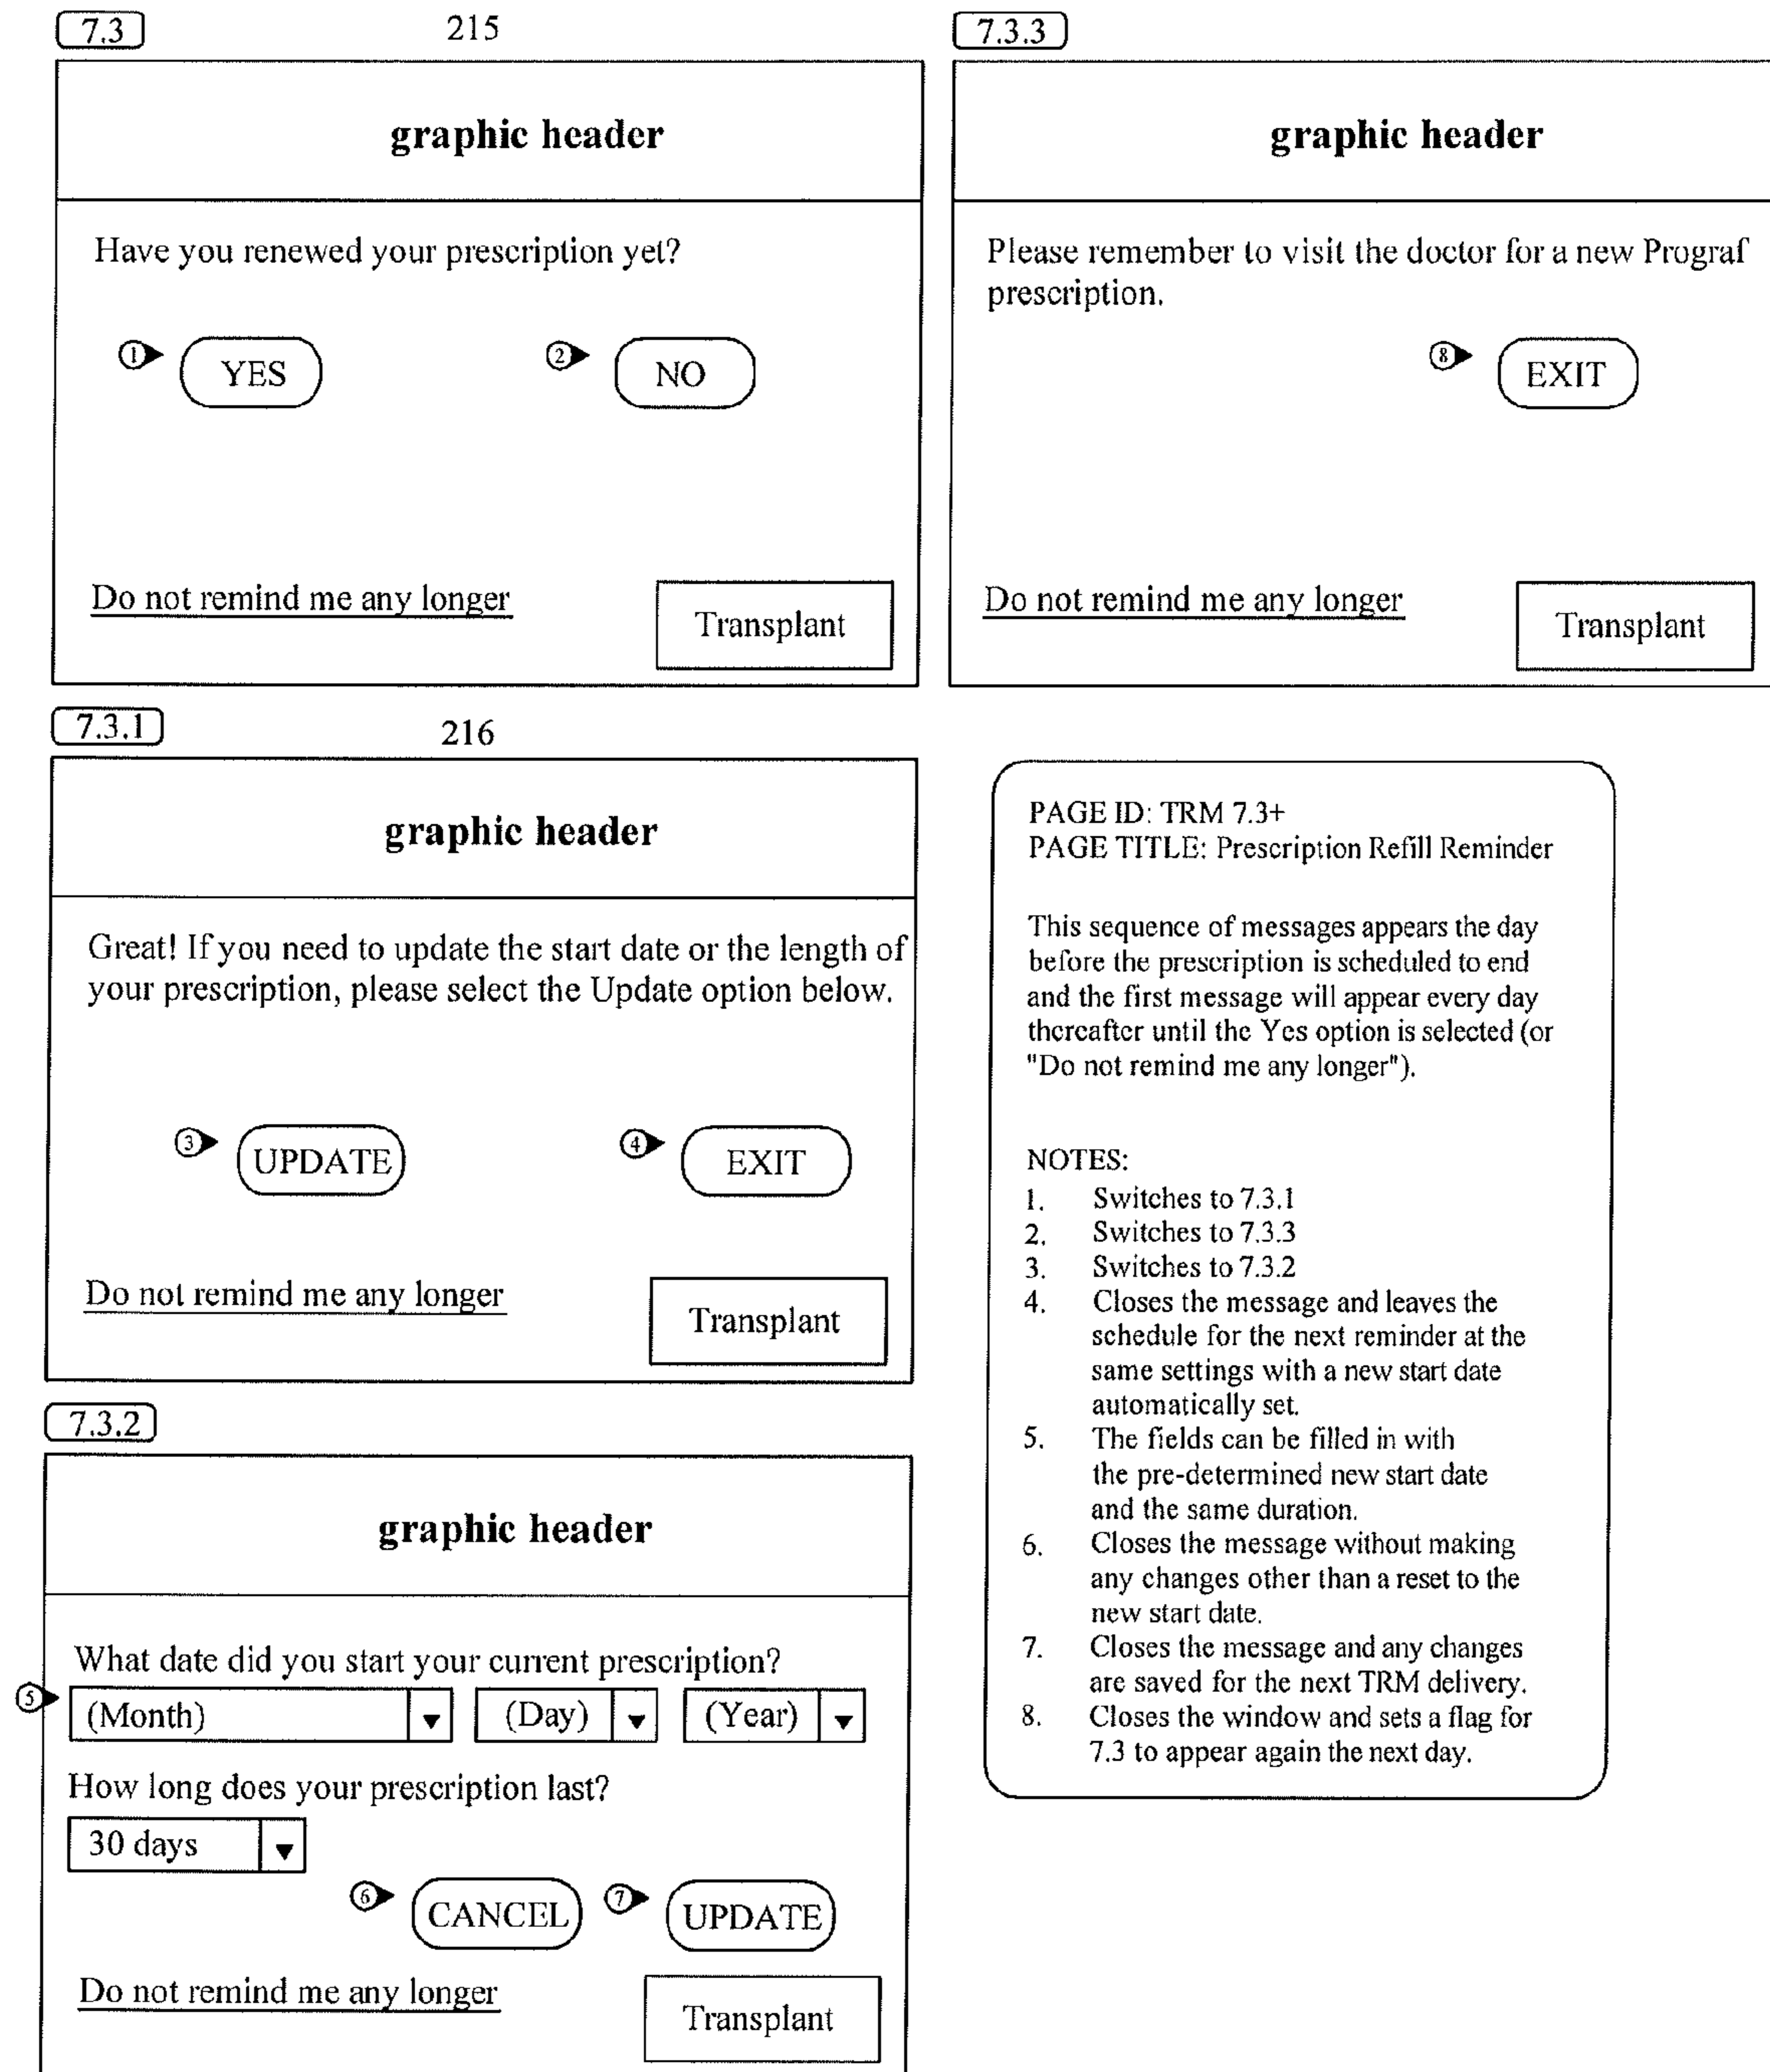 7.3
215
graphic header
Have you renewed your prescription yet?
1
YES
2
NO
Do not remind me any longer
Transplant
7.3.3
graphic header
Please remember to visit the doctor for a new Prograf
prescription.
8
EXIT
Do not remind me any longer
Transplant
7.3.1
216
graphic header
Great! If you need to update the start date or the length of
your prescription, please select the Update option below.
3
UPDATE
4
EXIT
Do not remind me any longer
Transplant
7.3.2
graphic header
What date did you start your current prescription?
5
(Month)
(Day)
(Year)
How long does your prescription last?
30 days
6
CANCEL
7
UPDATE
Do not remind me any longer
Transplant
PAGE ID: TRM 7.3+
PAGE TITLE: Prescription Refill Reminder
This sequence of messages appears the day
before the prescription is scheduled to end
and the first message will appear every day
thereafter until the Yes option is selected (or
"Do not remind me any longer").
NOTES:
1. Switches to 7.3.1
2. Switches to 7.3.3
3. Switches to 7.3.2
4. Closes the message and leaves the
schedule for the next reminder at the
same settings with a new start date
automatically set.
5. The fields can be filled in with
the pre-determined new start date
and the same duration.
6. Closes the message without making
any changes other than a reset to the
new start date.
7. Closes the message and any changes
are saved for the next TRM delivery.
8. Closes the window and sets a flag for
7.3 to appear again the next day.